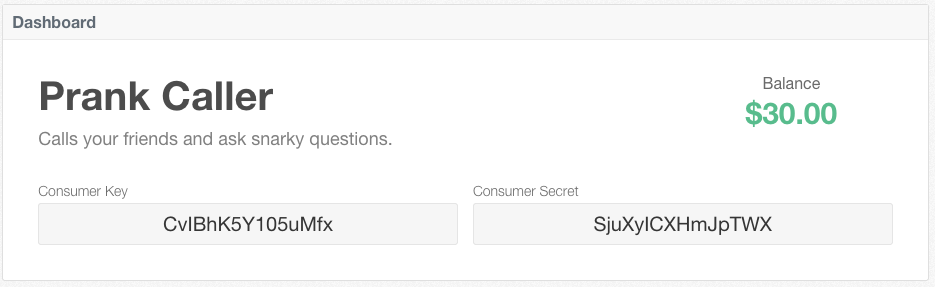 Dashboard
Prank Caller
Balance
$30.00
Calls your friends and ask snarky questions.
Consumer Key
Consumer Secret
CvIBhK5Y105uMfx
SjuXyICXHmJpTWX